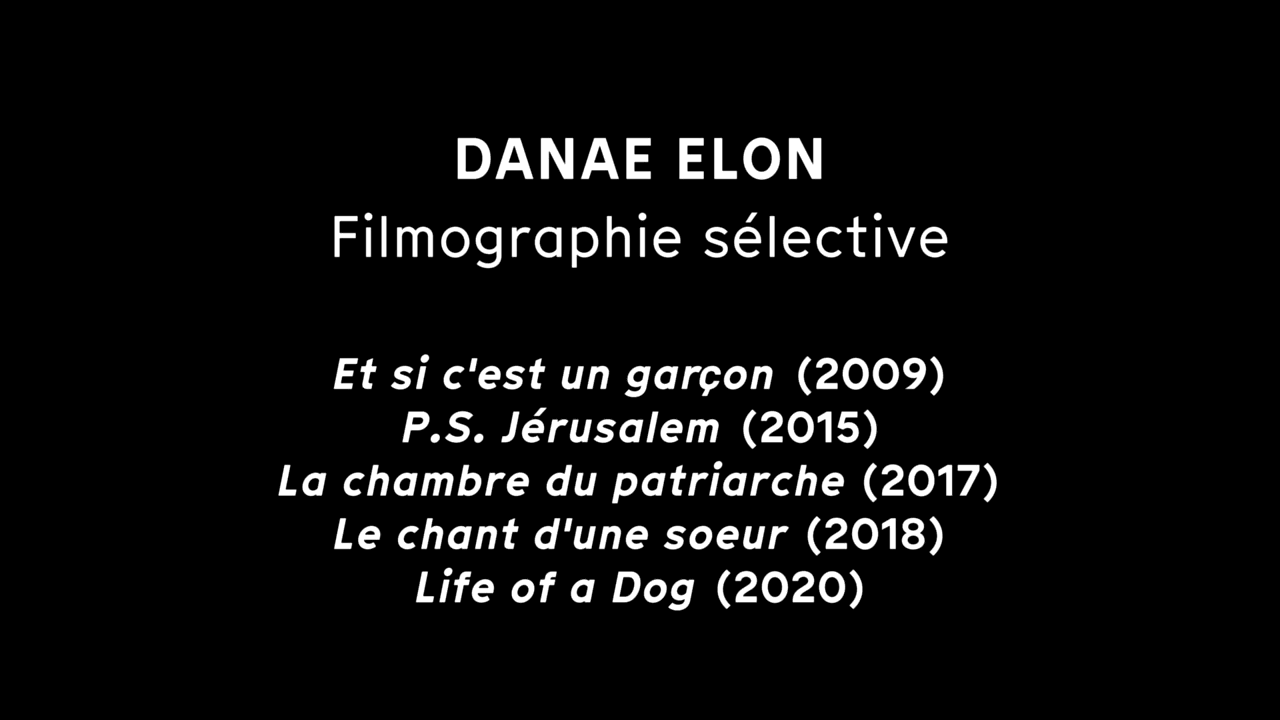 DANAE ELON
Filmographie sélective
Et si c'est un garçon (2009)
P.S. Jérusalem (2015)
La chambre du patriarche (2017)
Le chant d'une soeur (2018)
Life of a Dog (2020)